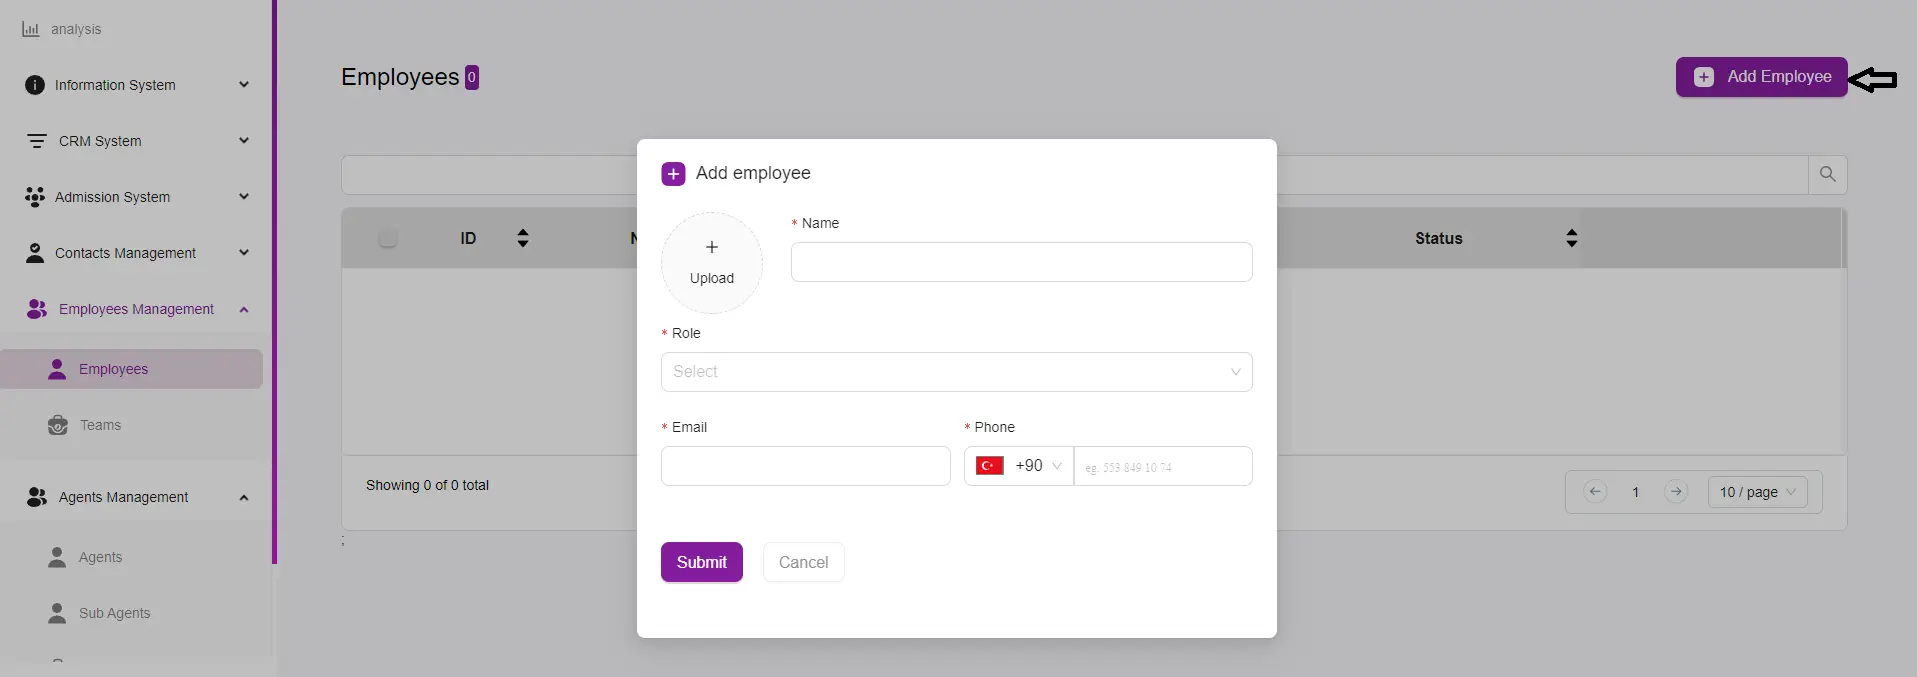 analysis
Information System
CRM System
Admission System
Contacts Management
Employees Management
Employees
Teams
Agents Management
Agents
Sub Agents
Employees 0
Add Employee
ID
N
Status
Showing 0 of 0 total
1
10 / page
;
Add employee
Upload
* Name
* Role
Select
* Email
* Phone
+90
eg. 553 849 10 74
Submit
Cancel